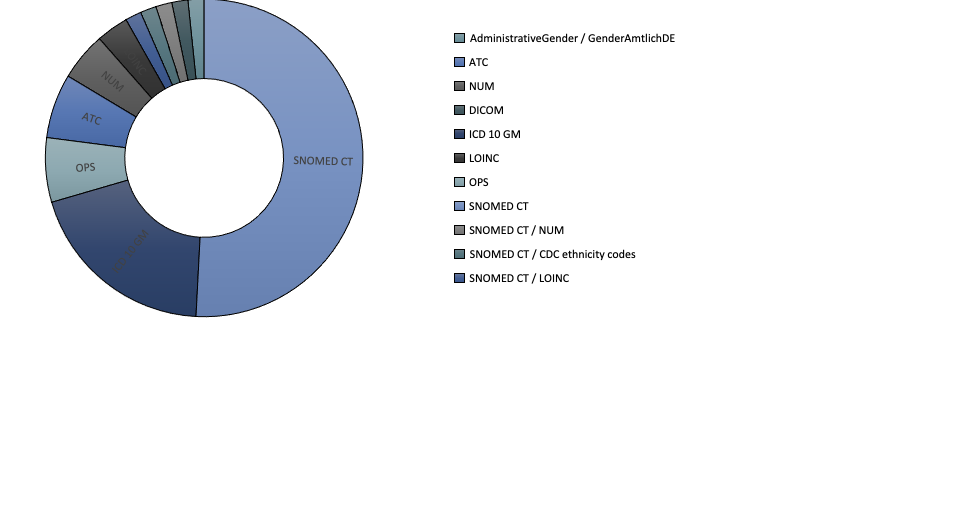 AdministrativeGender / GenderAmtlichDE
ATC
NUM
DICOM
ICD 10 GM
LOINC
OPS
SNOMED CT
SNOMED CT / NUM
SNOMED CT / CDC ethnicity codes
SNOMED CT / LOINC
NUM
ATC
OPS
SNOMED CT